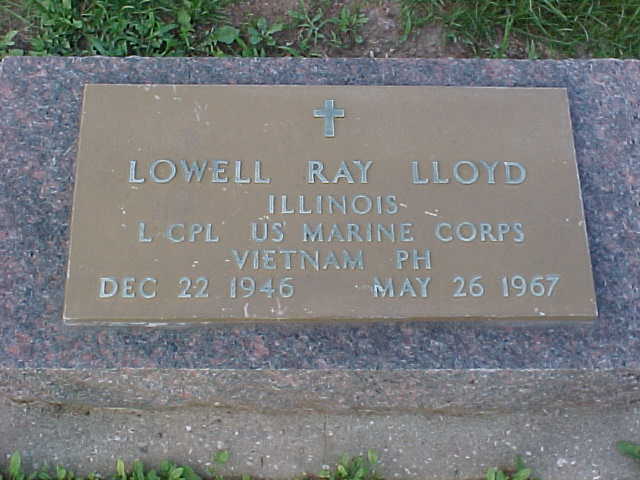 LOWELL RAY LLOYD
ILLINOIS
L CPL US MARINE CORPS
VIETNAM PH
DEC 22 1946 MAY 26 1967